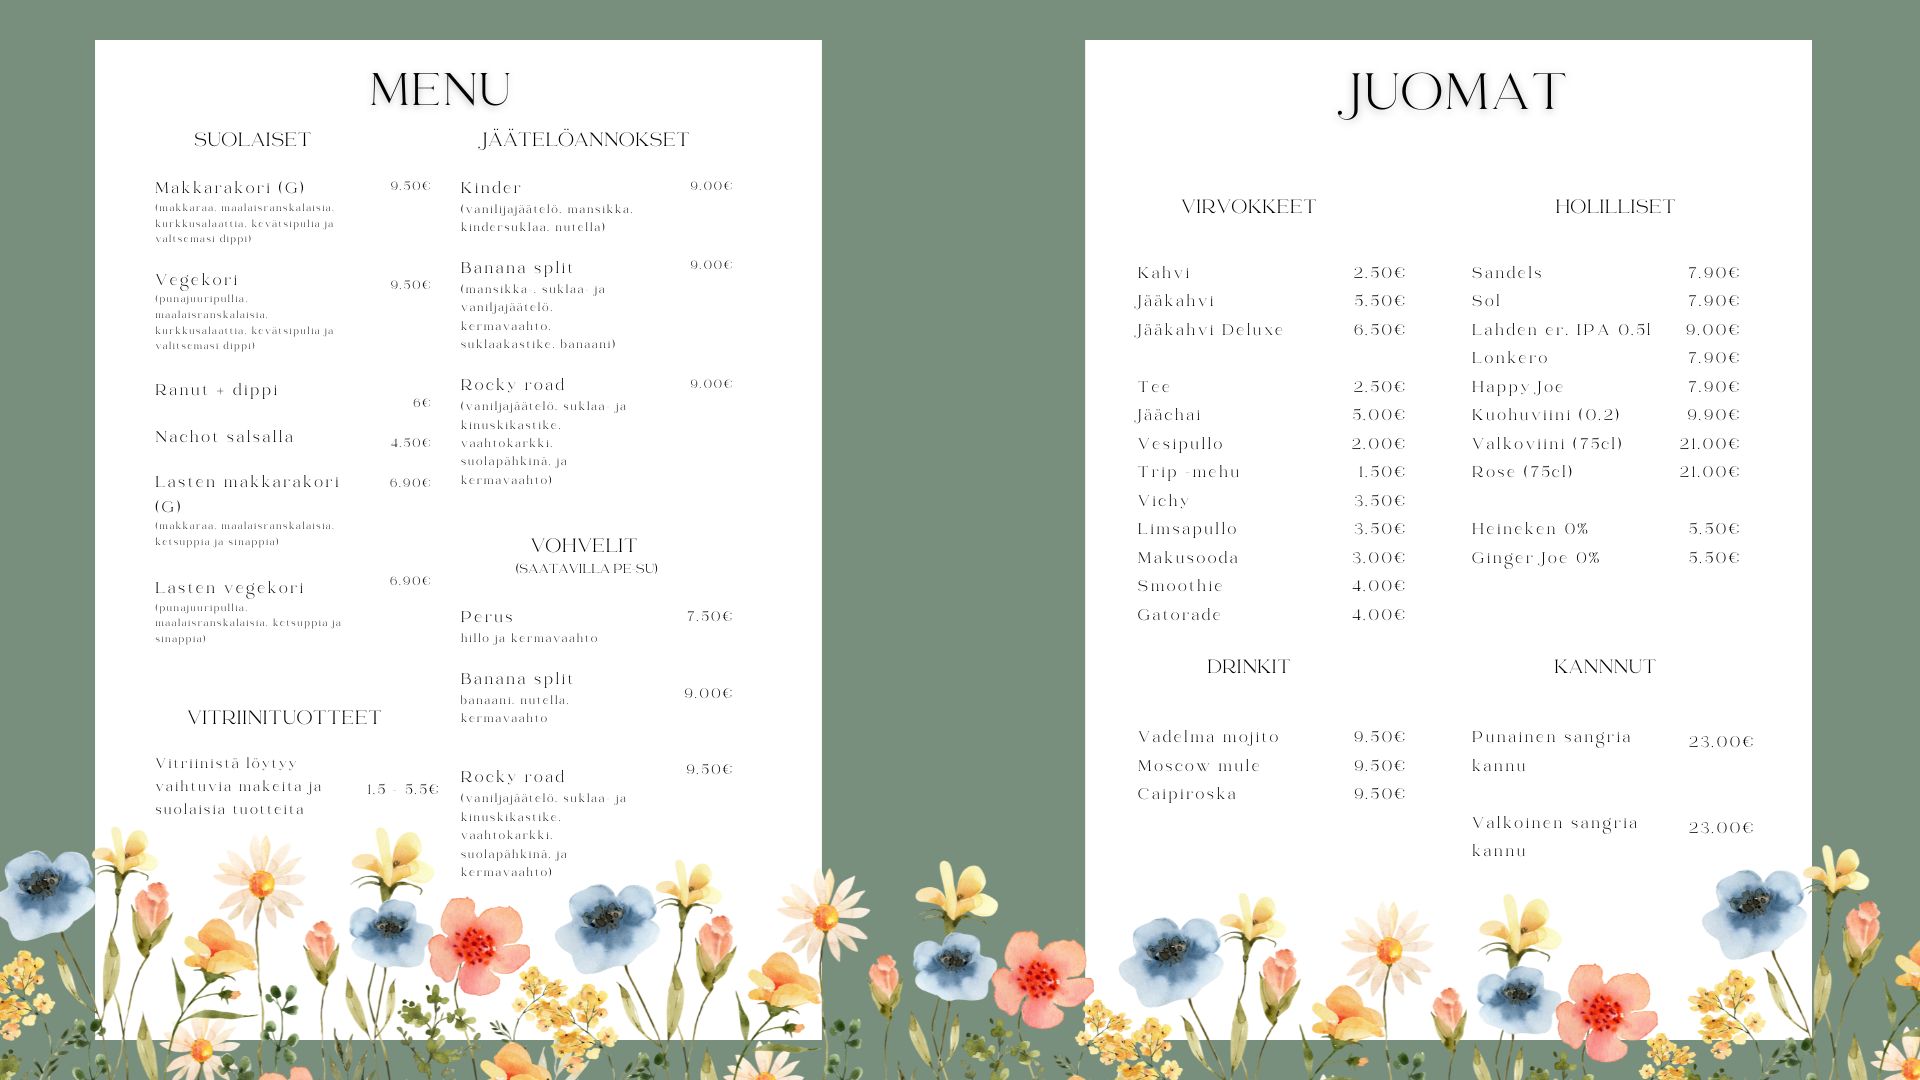 MENU
SUOLAISET
Makkarakori (G) 9.50€
(makkaraa, maalaisranskalaisia,
kurkkusalaattia, kevätsipulia ja
valtsemasi dippi)
Vegekori 9.50€
(punajuuripullia,
maalaisranskalaisia,
kurkkusalaattia, kevätsipulia ja
valitsemasi dippi)
Ranut + dippi
6€
Nachot salsalla 4.50€
Lasten makkarakori 6.90€
(G)
(makkaraa, maalaisranskalaisia,
ketsuppia ja sinappia)
Lasten vegekori 6.90€
(punajuuripullia,
maalaisranskalaisia, ketsuppia ja
sinappia)
VITRIINITUOTTEET
Vitriinistä löytyy
vaihtuvia makeita ja 1,5 - 5,5€
suolaisia tuotteita
JÄÄTELÖANNOKSET
Kinder 9.00€
(vanilijajäätelö, mansikka,
kindersuklaa, nutella)
Banana split 9.00€
(mansikka-, suklaa- ja
vaniljajäätelö,
kermavaahto,
suklaakastike, banaani)
Rocky road 9.00€
(vaniljajäätelö, suklaa- ja
kinuskikastike,
vaahtokarkki,
suolapähkinä, ja
kermavaahto)
VOHVELIT
(SAATAVILLA PE-SU)
Perus 7.50€
hillo ja kermavaahto
Banana split
banaani, nutella, 9.00€
kermavaahto
Rocky road 9.50€
(vaniljajäätelö, suklaa- ja
kinuskikastike,
vaahtokarkki,
suolapähkinä, ja
kermavaahto)
JUOMAT
VIRVOKKEET
Kahvi 2.50€
Jääkahvi 5.50€
Jääkahvi Deluxe 6.50€
Tee 2.50€
Jäächai 5.00€
Vesipullo 2.00€
Trip -mehu 1.50€
Vichy 3.50€
Limsapullo 3.50€
Makusooda 3.00€
Smoothie 4.00€
Gatorade 4.00€
HOLILLISET
Sandels 7.90€
Sol 7.90€
Lahden er. IPA 0.5l 9.00€
Lonkero 7.90€
Happy Joe 7.90€
Kuohuviini (0,2) 9.90€
Valkoviini (75cl) 21.00€
Rose (75cl) 21.00€
Heineken 0% 5.50€
Ginger Joe 0% 5.50€
DRINKIT
Vadelma mojito 9.50€
Moscow mule 9.50€
Caipiroska 9.50€
KANNNUT
Punainen sangria 23.00€
kannu
Valkoinen sangria 23.00€
kannu